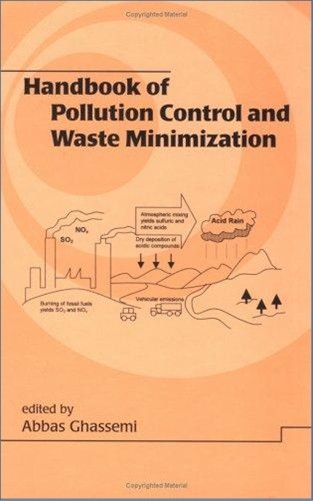 Copyrighted Material
Handbook of
Pollution Control and
Waste Minimization
NOx
SO2
Atmospheric mixing
yields sulfuric and
nitric acids
Acid Rain
Dry deposition of
acidic compounds
Burning of fossil fuels
yields SO2 and NOx
Vehicular emissions
edited by
Abbas Ghassemi
Copyrighted Material